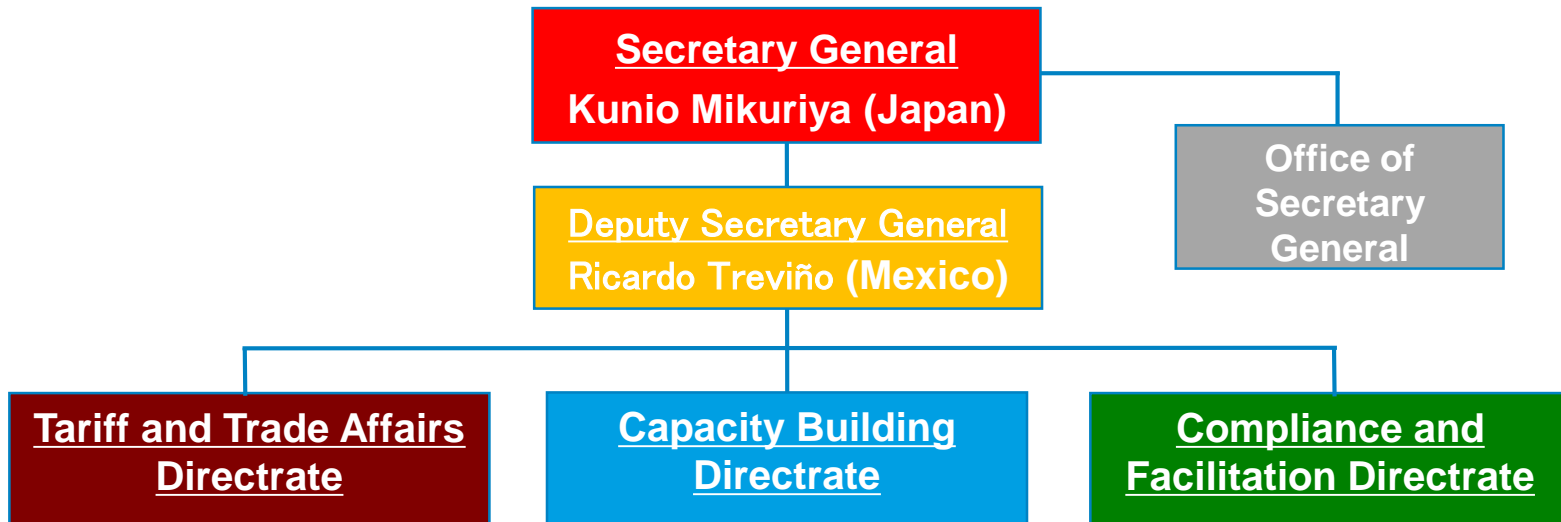 Secretary General
Kunio Mikuriya (Japan)
Office of
Secretary
General
Deputy Secretary General
Ricardo Treviño (Mexico)
Tariff and Trade Affairs
Directrate
Capacity Building
Directrate
Compliance and
Facilitation Directrate